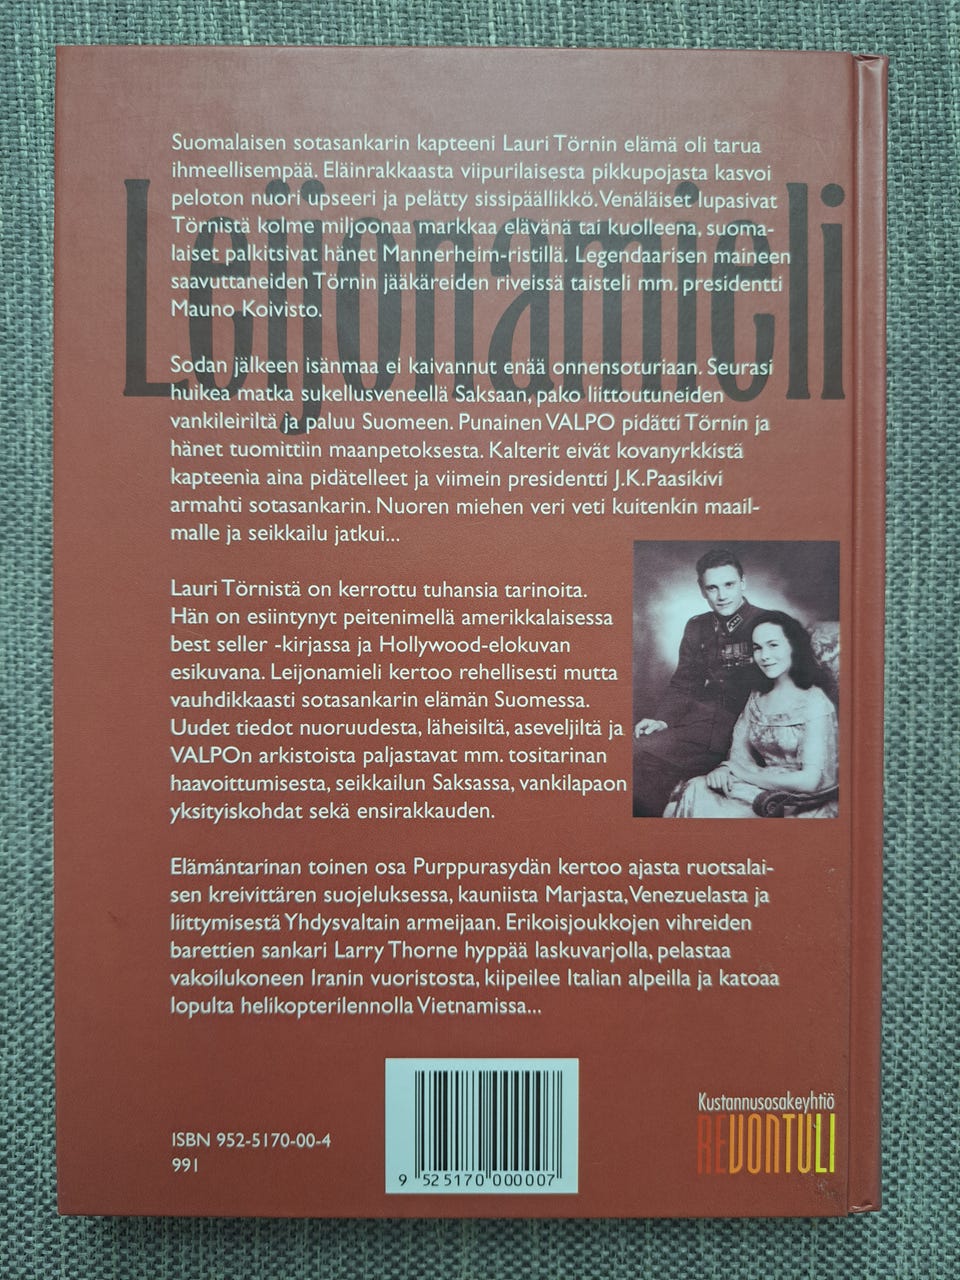 Leijonamieli
Suomalaisen sotasankarin kapteeni Lauri Törnin elämä oli tarua
ihmeellisempää. Eläinrakkaasta viipurilaisesta pikkupojasta kasvoi
peloton nuori upseeri ja pelätty sissipäällikkö. Venäläiset lupasivat
Törnistä kolme miljoonaa markkaa elävänä tai kuolleena, suoma-
laiset palkitsivat hänet Mannerheim-ristillä. Legendaarisen maineen
saavuttaneiden Törnin jääkäreiden riveissä taisteli mm. presidentti
Mauno Koivisto.
Sodan jälkeen isänmaa ei kaivannut enää onnensoturiaan. Seurasi
huikea matka sukellusveneellä Saksaan, pako liittoutuneiden
vankileiriltä ja paluu Suomeen. Punainen VALPO pidätti Törnin ja
hänet tuomittiin maanpetoksesta. Kalterit eivät kovanyrkkistä
kapteenia aina pidätelleet ja viimein presidentti J.K.Paasikivi
armahti sotasankarin. Nuoren miehen veri veti kuitenkin maail-
malle ja seikkailu jatkui...
Lauri Törnistä on kerrottu tuhansia tarinoita.
Hän on esiintynyt peitenimellä amerikkalaisessa
best seller -kirjassa ja Hollywood-elokuvan
esikuvana. Leijonamieli kertoo rehellisesti mutta
vauhdikkaasti sotasankarin elämän Suomessa.
Uudet tiedot nuoruudesta, läheisiltä, aseveljiltä ja
VALPOn arkistoista paljastavat mm. tositarinan
haavoittumisesta, seikkailun Saksassa, vankilapaon
yksityiskohdat sekä ensirakkauden.
Elämäntarinan toinen osa Purppurasydän kertoo ajasta ruotsalai-
sen kreivittären suojeluksessa, kauniista Marjasta, Venezuelasta ja
liittymisestä Yhdysvaltain armeijaan. Erikoisjoukkojen vihreiden
barettien sankari Larry Thorne hyppää laskuvarjolla, pelastaa
vakoilukoneen Iranin vuoristosta, kiipeilee Italian alpeilla ja katoaa
lopulta helikopterilennolla Vietnamissa...
ISBN 952-5170-00-4
991
9 525170 000007
Kustannusosakeyhtiö
REVONTULI